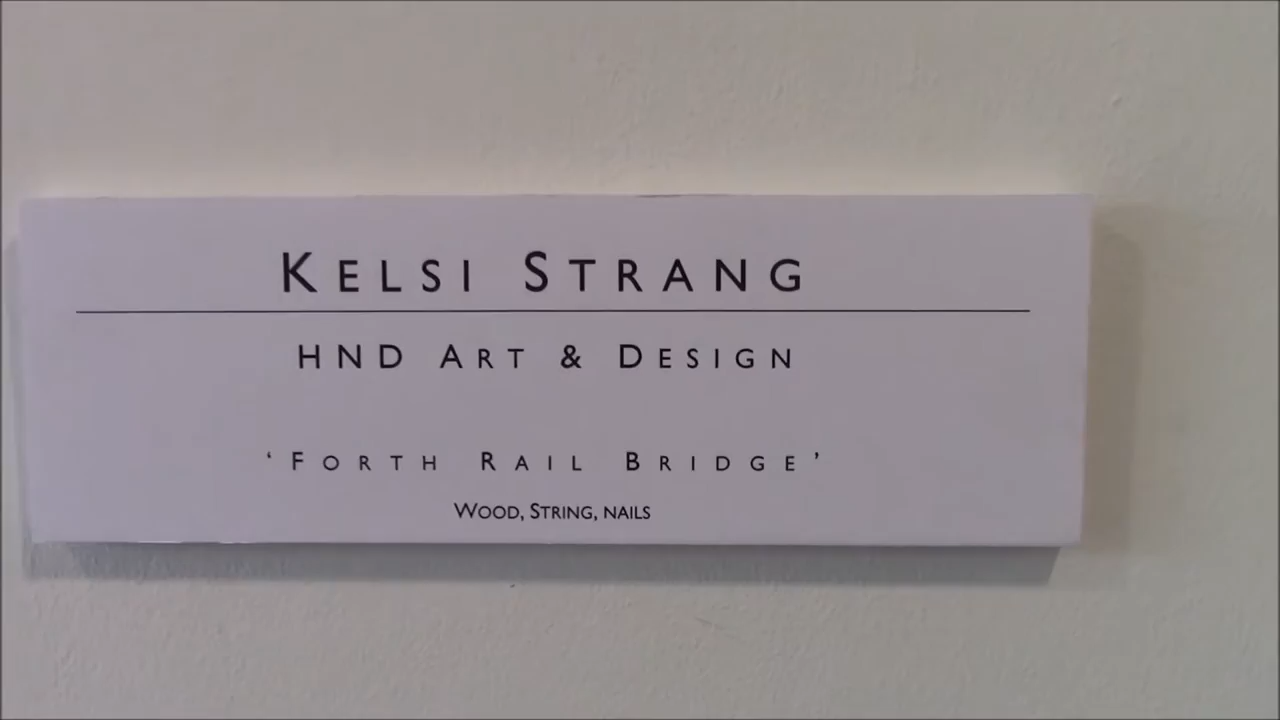 KELSI STRANG
HND ART & DESIGN
‘FORTH RAIL BRIDGE’
WOOD, STRING, NAILS